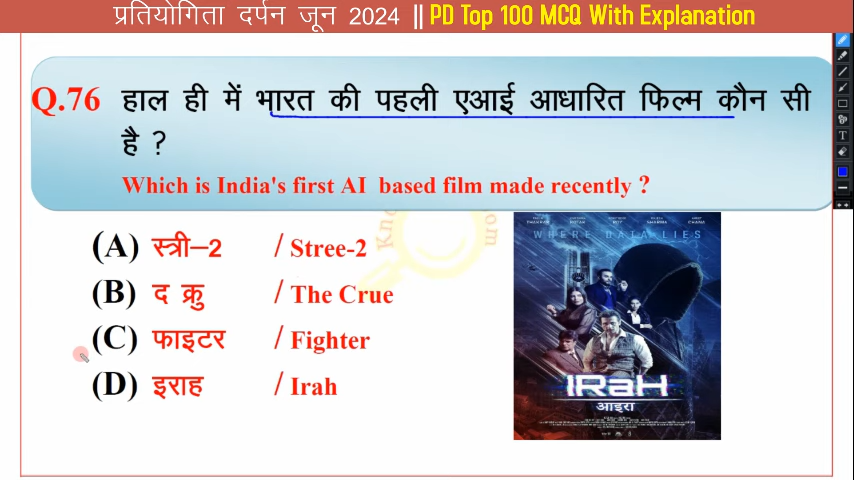 प्रतियोगिता दर्पन जून 2024 || PD Top 100 MCQ With Explanation
Q.76 हाल ही में भारत की पहली एआई आधारित फिल्म कौन सी
है ?
Which is India's first AI based film made recently ?
(A) स्त्री–2 / Stree-2
(B) द क्रु / The Crue
(C) फाइटर / Fighter
(D) इराह / Irah
WHERE DATA LIES
IRaH
आइरा
T